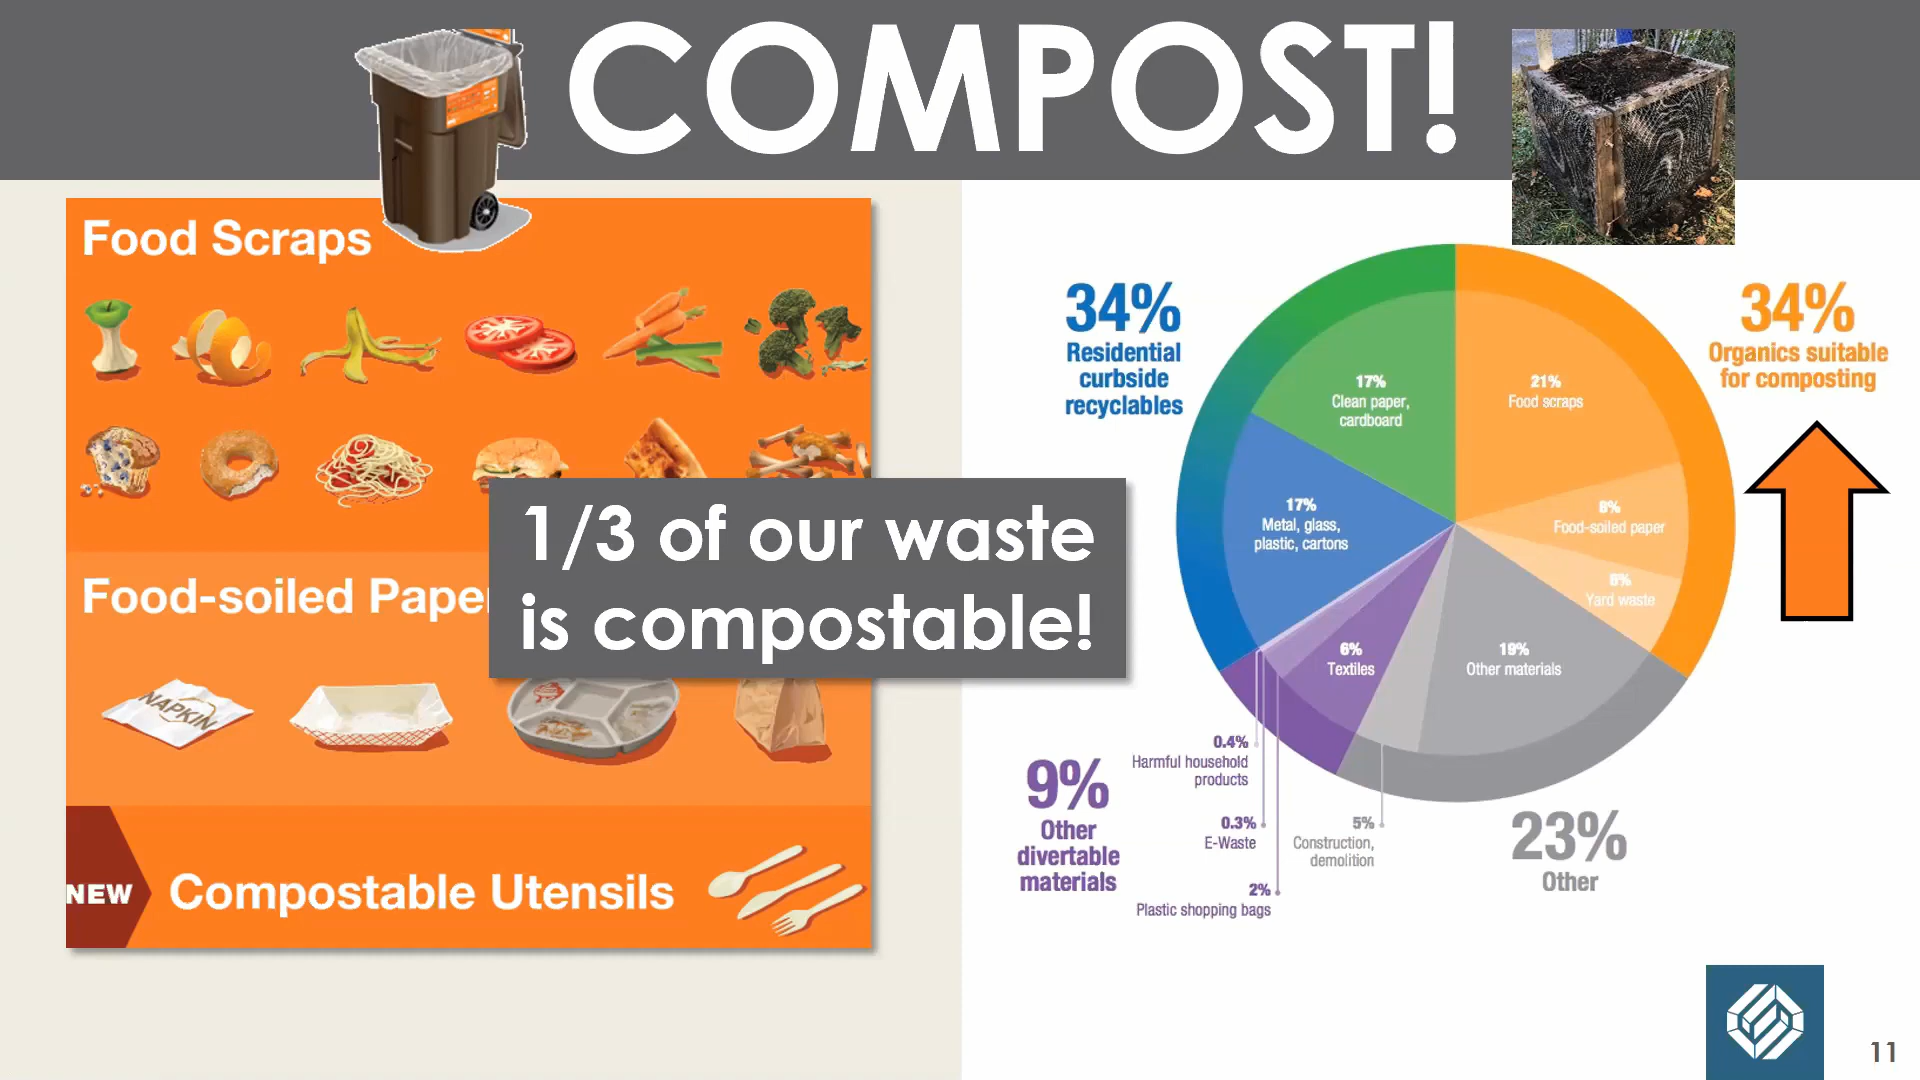 COMPOST!
Food Scraps
Food-soiled Pape
NAPKIN
NEW
Compostable Utensils
1/3 of our waste
is compostable!
34%
Residential
curbside
recyclables
34%
Organics suitable
for composting
17%
Clean paper,
cardboard
21%
Food scraps
17%
Metal, glass,
plastic, cartons
8%
Food-soiled paper
6%
Yard waste
6%
Textiles
19%
Other materials
0.4%
Harmful household
products
0.3%
E-Waste
2%
Plastic shopping bags
5%
Construction,
demolition
9%
Other
divertable
materials
23%
Other
11